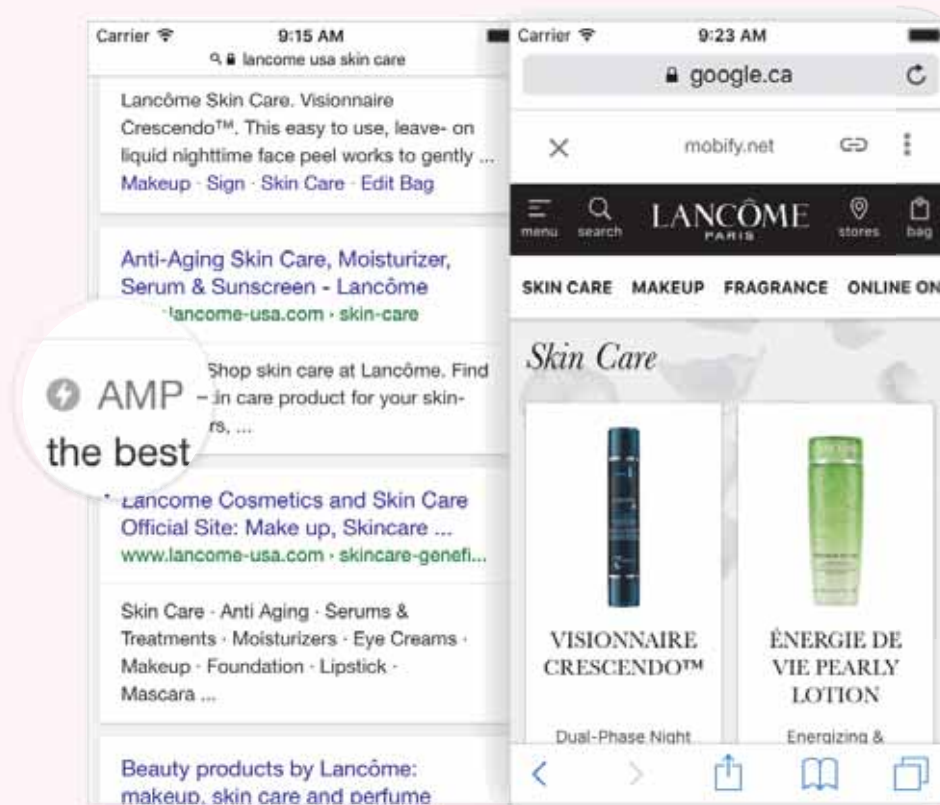 Carrier 9:15 AM
lancome usa skin care
Lancôme Skin Care. Visionnaire
Crescendo™. This easy to use, leave- on
liquid nighttime face peel works to gently ...
Makeup · Sign · Skin Care · Edit Bag
Anti-Aging Skin Care, Moisturizer,
Serum & Sunscreen - Lancôme
lancome-usa.com › skin-care
AMP
the best
Shop skin care at Lancôme. Find
in care product for your skin-
rs, ...
Lancome Cosmetics and Skin Care
Official Site: Make up, Skincare ...
www.lancome-usa.com › skincare-genefi...
Skin Care · Anti Aging · Serums &
Treatments · Moisturizers · Eye Creams ·
Makeup · Foundation · Lipstick ·
Mascara ...
Beauty products by Lancôme:
makeup, skin care and perfume
Carrier 9:23 AM
google.ca
mobify.net
menu search LANCÔME stores bag
PARIS
SKIN CARE MAKEUP FRAGRANCE ONLINE ON
Skin Care
VISIONNAIRE
CRESCENDO™
Dual-Phase Night
ÉNERGIE DE
VIE PEARLY
LOTION
Energizing &